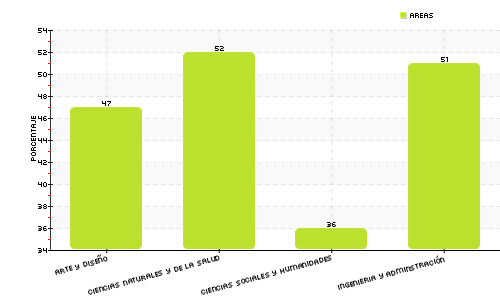 AREAS
54
52
50
48
46
44
42
40
38
36
34
PORCENTAJE
47
52
36
51
ARTE Y DISEÑO
CIENCIAS NATURALES Y DE LA SALUD
CIENCIAS SOCIALES Y HUMANIDADES
INGENIERIA Y ADMINSTRACIÓN